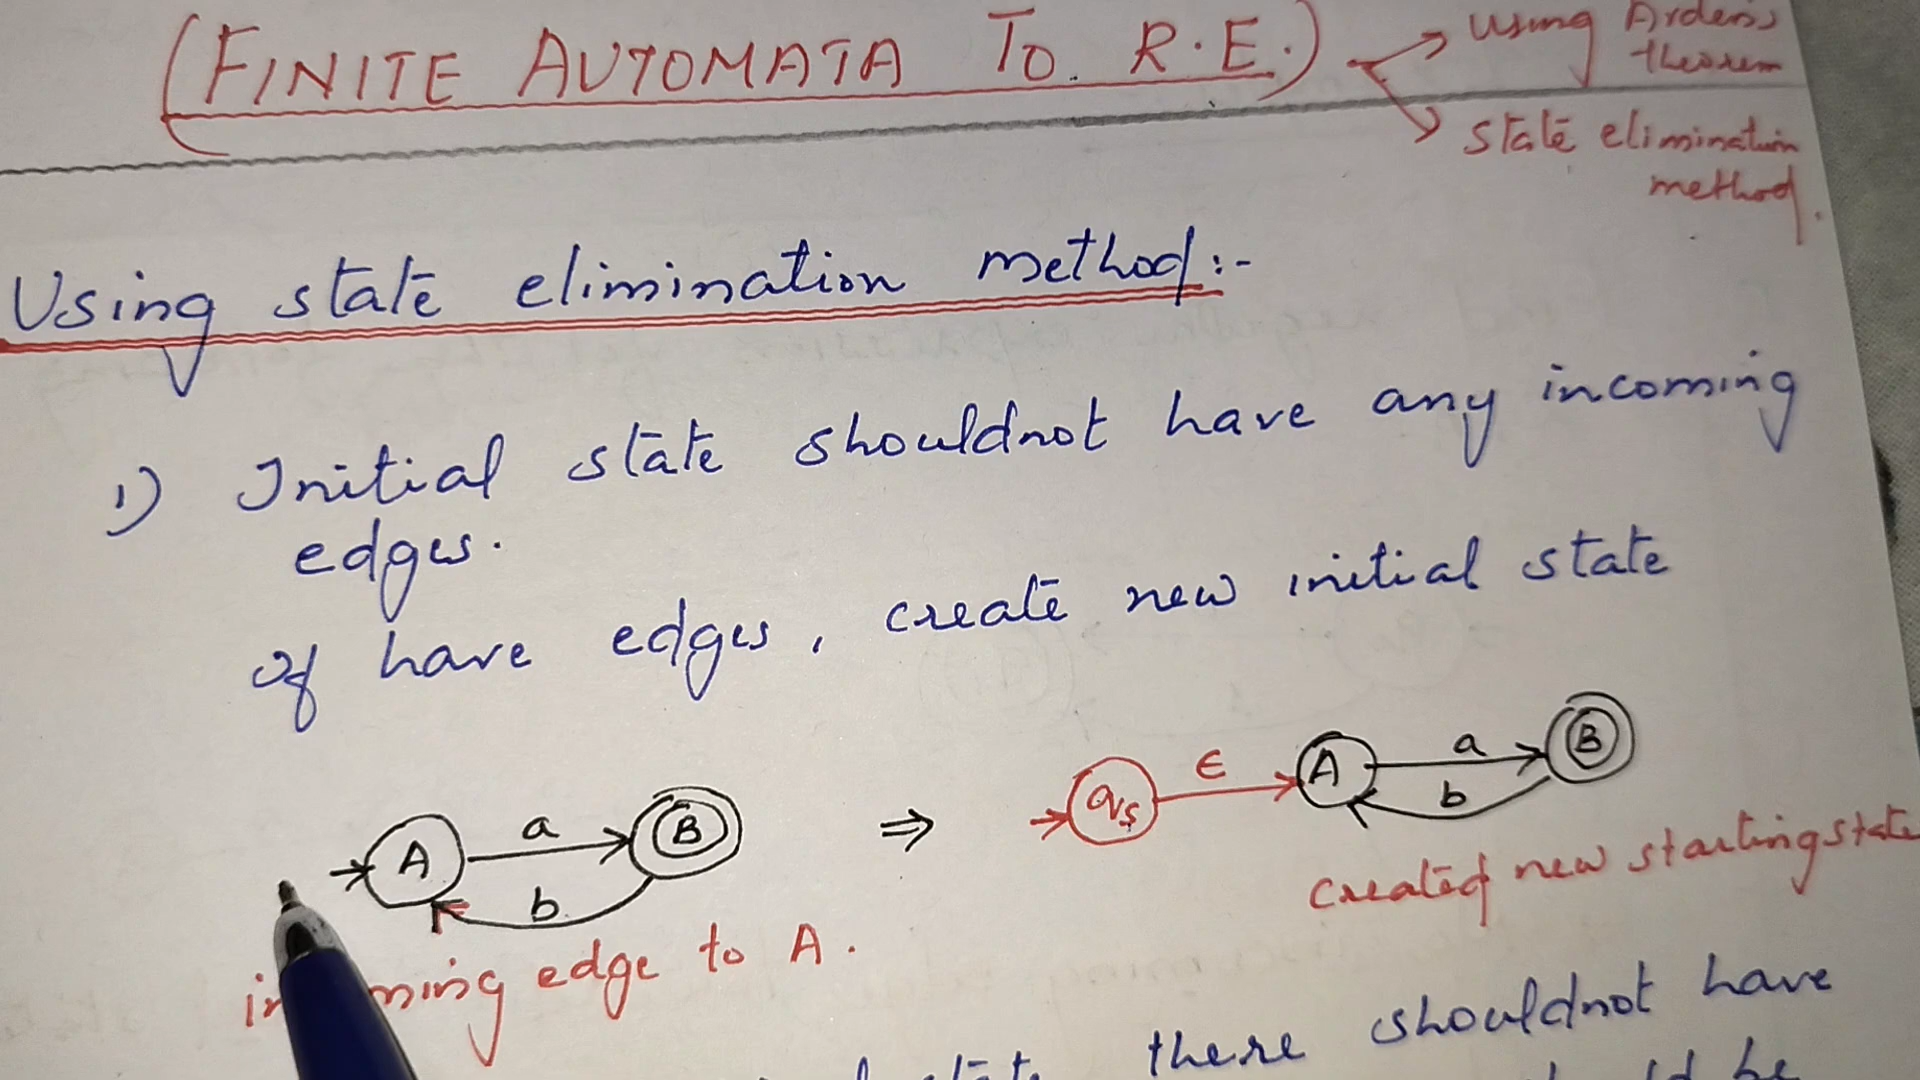 (FINITE AUTOMATA TO R.E.)
using Arden's
theorem
state elimination
method.
Using state elimination method:-
1) Initial state shouldnot have any incoming
edges.
If have edges, create new initial state
A a B b
⇒
qs ϵ A a B b
created new startingstate
edge to A.
there shouldnot have
be